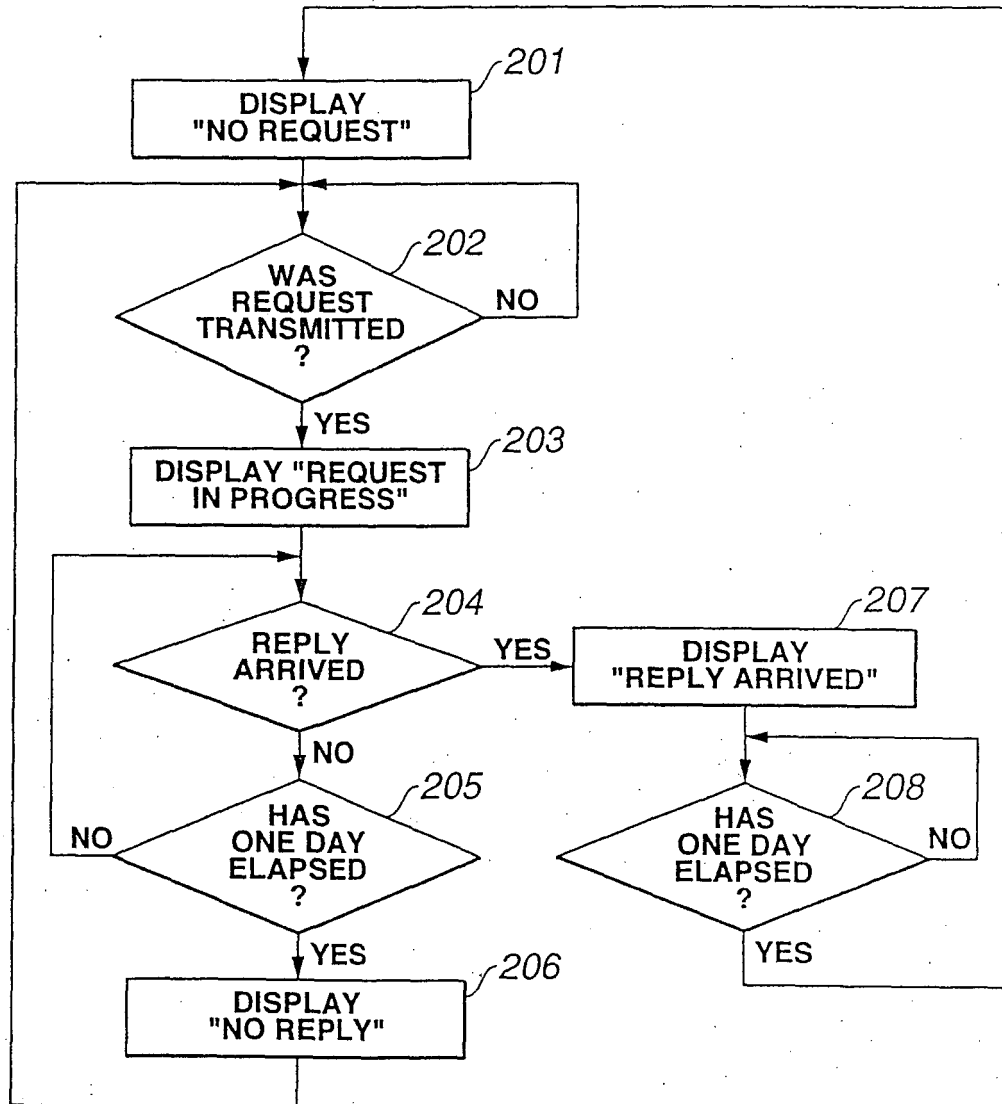 201
DISPLAY
"NO REQUEST"
202
WAS
REQUEST
TRANSMITTED
?
NO
YES
203
DISPLAY "REQUEST
IN PROGRESS"
204
REPLY
ARRIVED
?
YES
NO
207
DISPLAY
"REPLY ARRIVED"
205
HAS
ONE DAY
ELAPSED
?
NO
YES
208
HAS
ONE DAY
ELAPSED
?
NO
YES
206
DISPLAY
"NO REPLY"